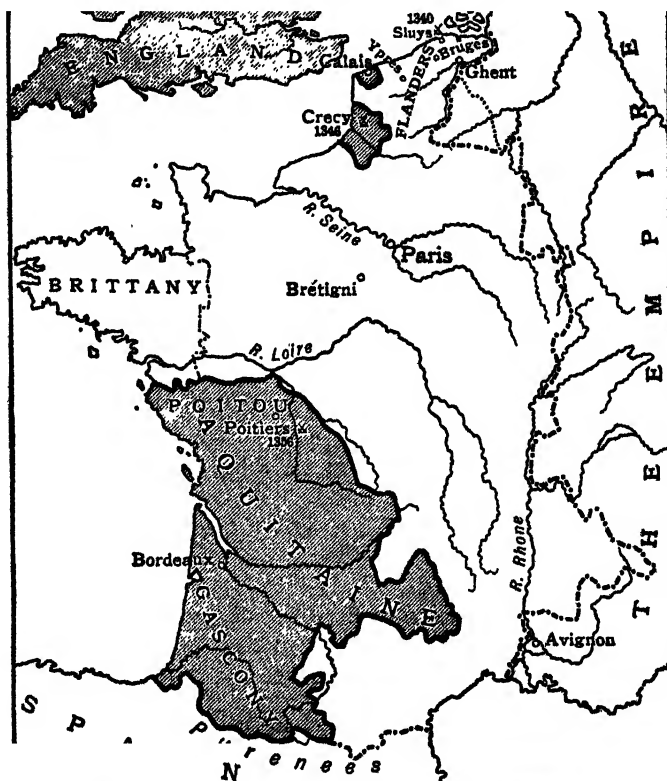 ENGLAND
1340
Sluys
Bruges
Calais
Ypres
FLANDERS
Ghent
Crecy
1346
R. Seine
Paris
BRITTANY
Brétigni
R. Loire
POITOU
Poitiers
1356
AQUITAINE
Bordeaux
GASCONY
R. Rhone
Avignon
THE EMPIRE
SPAIN
Pyrenees